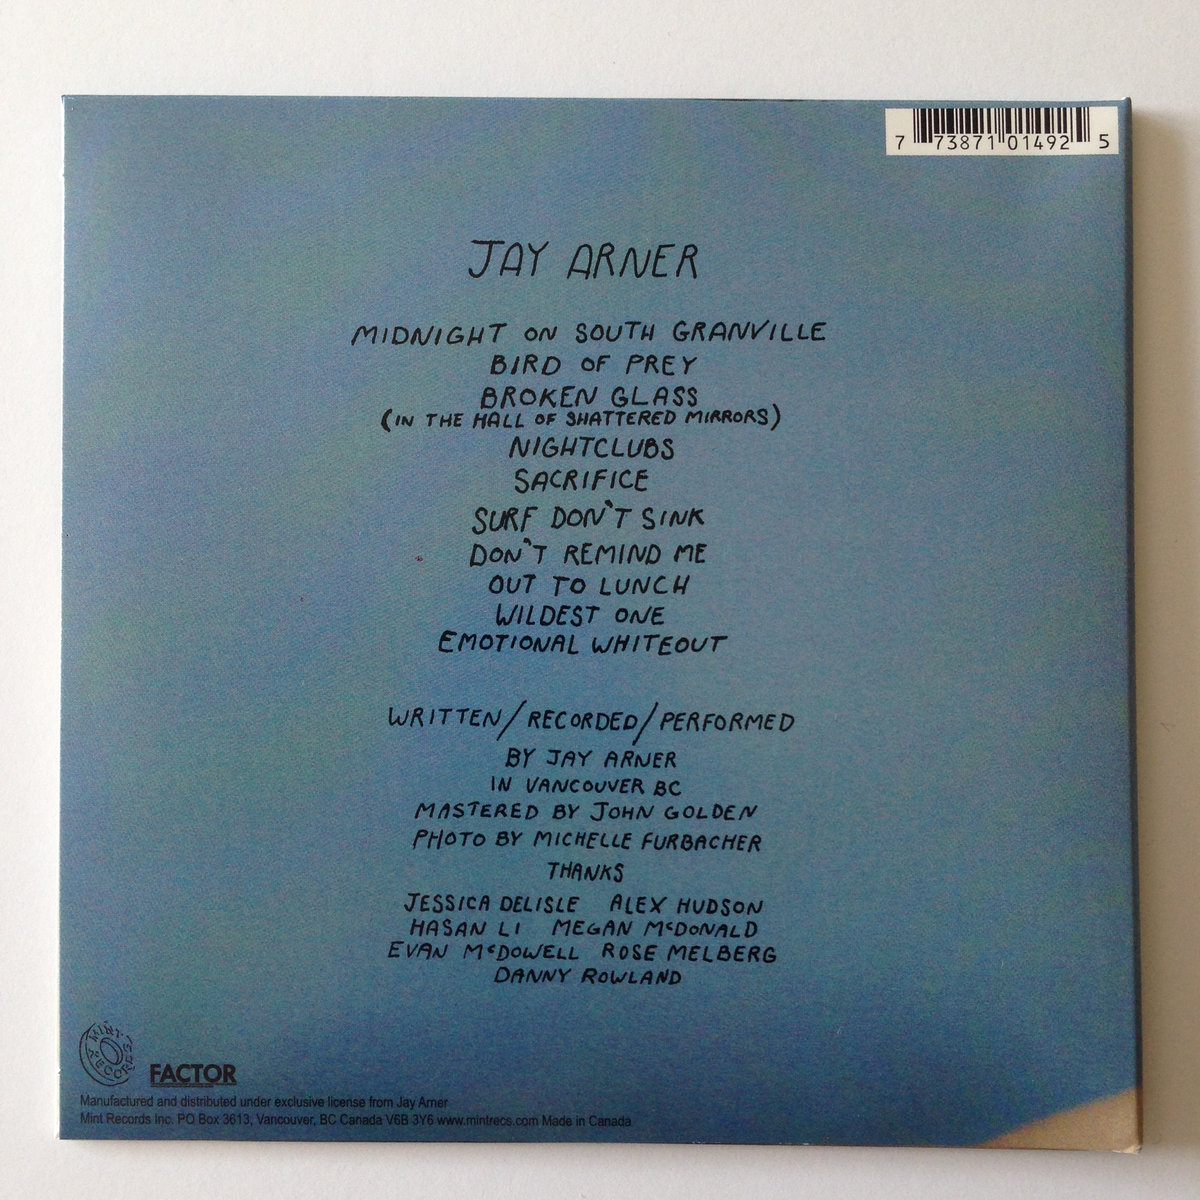 7 73871 01492 5
JAY ARNER
MIDNIGHT ON SOUTH GRANVILLE
BIRD OF PREY
BROKEN GLASS
(IN THE HALL OF SHATTERED MIRRORS)
NIGHTCLUBS
SACRIFICE
SURF DON'T SINK
DON'T REMIND ME
OUT TO LUNCH
WILDEST ONE
EMOTIONAL WHITEOUT
WRITTEN/RECORDED/PERFORMED
BY JAY ARNER
IN VANCOUVER BC
MASTERED BY JOHN GOLDEN
PHOTO BY MICHELLE FURBACHER
THANKS
JESSICA DELISLE ALEX HUDSON
HASAN LI MEGAN McDONALD
EVAN McDOWELL ROSE MELBERG
DANNY ROWLAND
MINT RECORDS
FACTOR
Manufactured and distributed under exclusive license from Jay Arner
Mint Records Inc. PO Box 3613, Vancouver, BC Canada V6B 3Y6 www.mintrecs.com Made in Canada